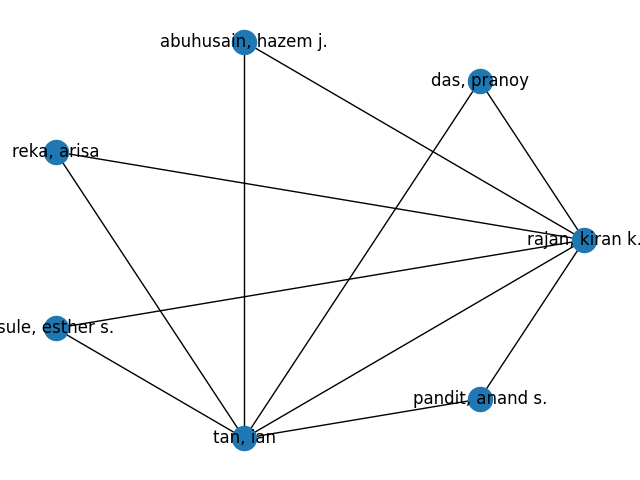 abuhusain, hazem j.
das, pranoy
reka, arisa
rajan, kiran k.
sule, esther s.
pandit, anand s.
tan, ian